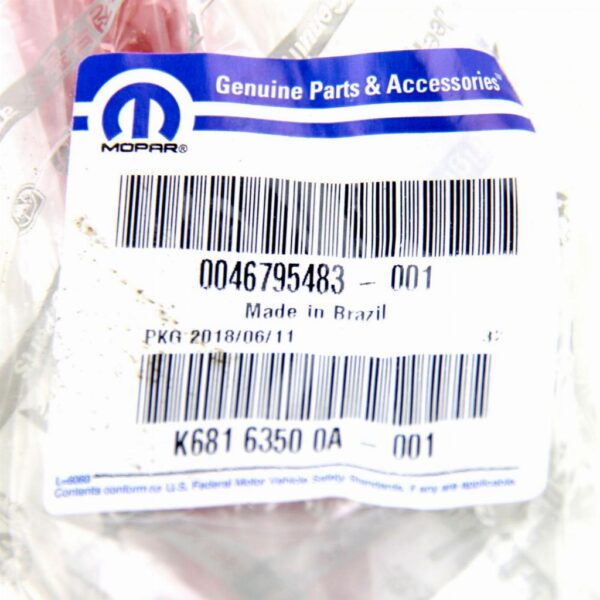 Genuine Parts & Accessories™
MOPAR®
0046795483 - 001
Made in Brazil
PKG 2018/06/11
K681 6350 0A - 001
Contents conform to U.S. Federal Motor Vehicle Safety Standards, if any are applicable